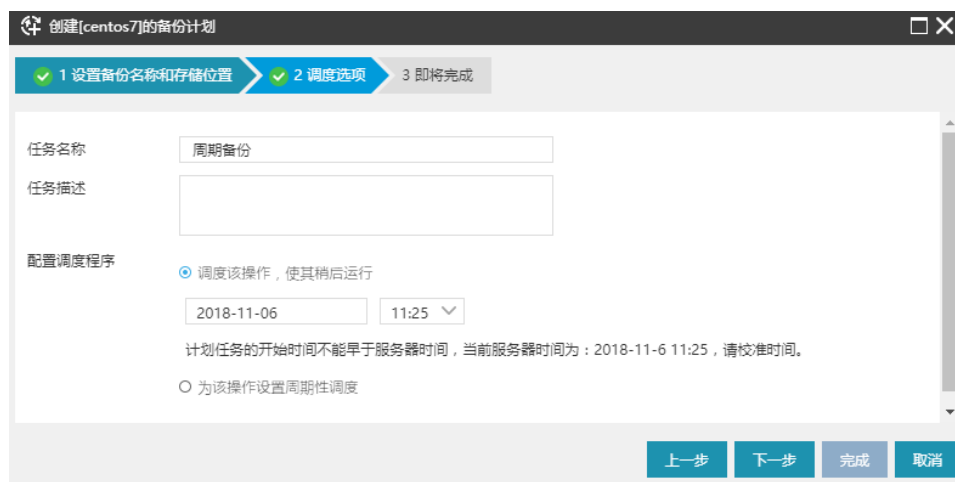 创建[centos7]的备份计划
1 设置备份名称和存储位置 2 调度选项 3 即将完成
任务名称 周期备份
任务描述
配置调度程序
调度该操作，使其稍后运行
2018-11-06 11:25
计划任务的开始时间不能早于服务器时间，当前服务器时间为：2018-11-6 11:25，请校准时间。
为该操作设置周期性调度
上一步 下一步 完成 取消